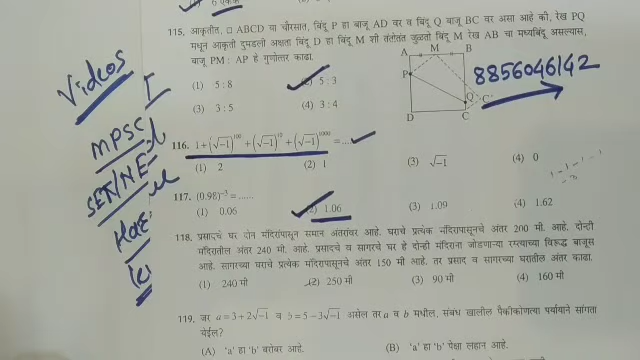 (1) 6 एकक
115. आकृतीत, □ ABCD चा चौरसात, बिंदू P हा बाजू AD वर व बिंदू Q बाजू BC वर असा आहे की, रेख PQ
मधून आकृती दुमडली अक्षता बिंदू D हा बिंदू M शी तंतोतंत जुळतो बिंदू M रेख AB चा मध्यबिंदू असल्यास,
बाजू PM : AP हे गुणोत्तर काढा.
(1) 5 : 8
(2) 5 : 3
(3) 3 : 5
(4) 3 : 4
A M B
P
Q
C'
D C
8856046142
Videos
MPSC
SET/NE
116. 1+(√-1)¹⁰⁰+(√-1)¹⁰+(√-1)¹⁰⁰⁰ = ....
(1) 2
(2) 1
(3) √-1
(4) 0
117. (0.98)⁻³ = ......
(1) 0.06
(2) 1.06
(3) 1.09
(4) 1.62
118. प्रसादचे घर दोन मंदिरांपासून समान अंतरांवर आहे. घराचे प्रत्येक मंदिरापासूनचे अंतर 200 मी. आहे. दोन्ही
मंदिरातील अंतर 240 मी. आहे. प्रसादचे व सागरचे घर हे दोन्ही मंदिराना जोडणाऱ्या रस्त्याच्या विरूद्ध बाजूस
आहे. सागरच्या घराचे प्रत्येक मंदिरापासूनचे अंतर 150 मी आहे. तर प्रसाद व सागरच्या घरातील अंतर काढा.
(1) 240 मी
(2) 250 मी
(3) 90 मी
(4) 160 मी
119. जर a = 3 + 2√-1 व b = 5 – 3√-1 असेल तर a व b मधील. संबंध खालील पैकीकोणत्या पर्यायाने सांगता
येईल?
(A) 'a' हा 'b' बरोबर आहे.
(B) 'a' हा 'b' पेक्षा लहान आहे.